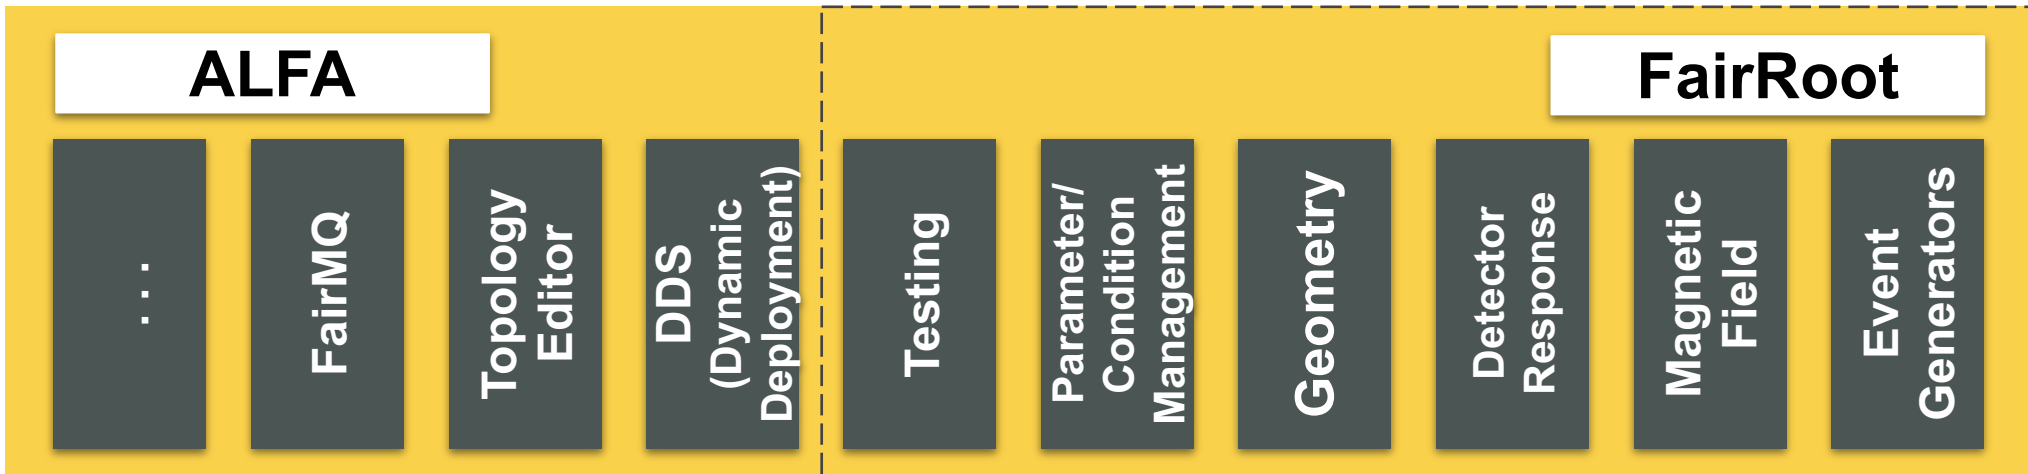 ALFA
FairRoot
. . .
FairMQ
Topology
Editor
DDS
(Dynamic
Deployment)
Testing
Parameter/
Condition
Management
Geometry
Detector
Response
Magnetic
Field
Event
Generators